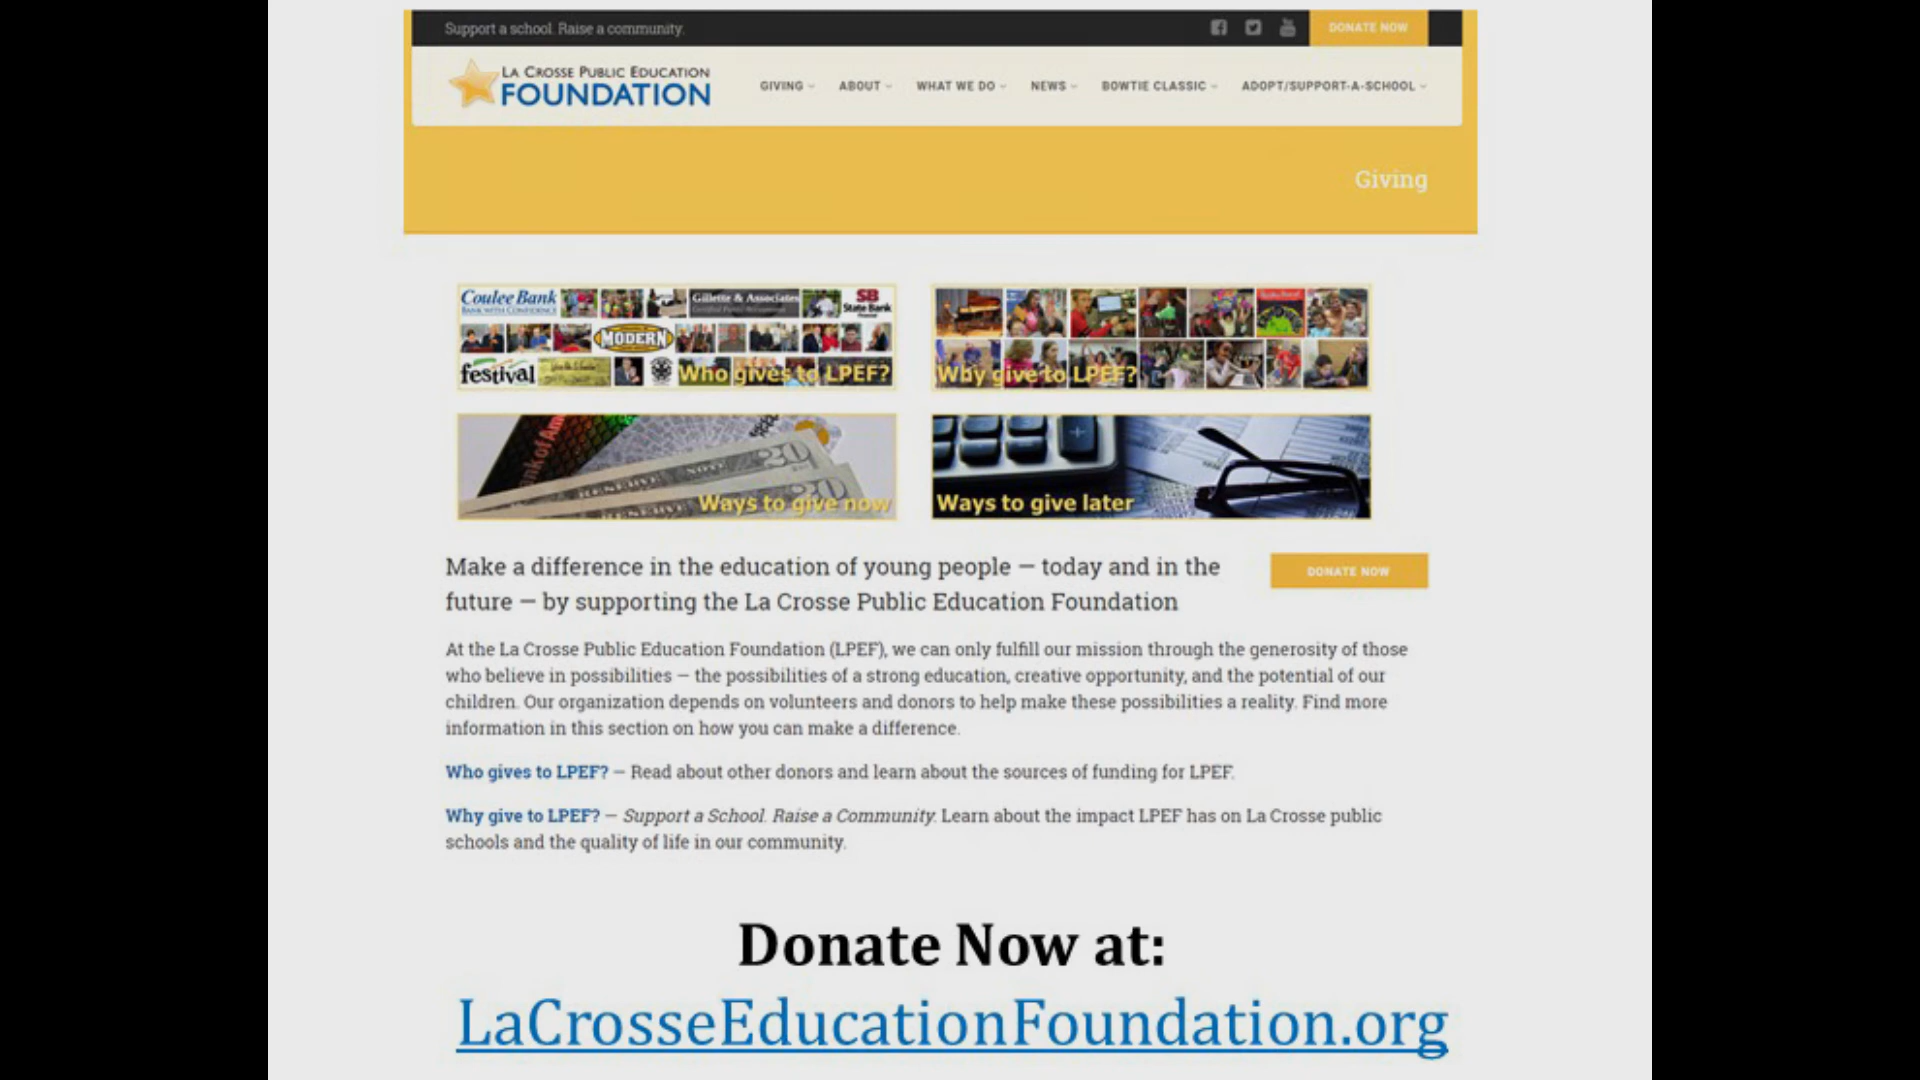 Support a school. Raise a community.
DONATE NOW
LA CROSSE PUBLIC EDUCATION
FOUNDATION
GIVING ABOUT WHAT WE DO NEWS BOWTIE CLASSIC ADOPT/SUPPORT-A-SCHOOL
Giving
Coulee Bank
BANK WITH CONFIDENCE
Gillette & Associates
SB
State Bank
Financial
MODERN
festival
Who gives to LPEF?
Why give to LPEF?
NOTE
20
RESERVE
20
Ways to give now
Ways to give later
Make a difference in the education of young people — today and in the
future — by supporting the La Crosse Public Education Foundation
DONATE NOW
At the La Crosse Public Education Foundation (LPEF), we can only fulfill our mission through the generosity of those
who believe in possibilities — the possibilities of a strong education, creative opportunity, and the potential of our
children. Our organization depends on volunteers and donors to help make these possibilities a reality. Find more
information in this section on how you can make a difference.
Who gives to LPEF? — Read about other donors and learn about the sources of funding for LPEF.
Why give to LPEF? — Support a School. Raise a Community. Learn about the impact LPEF has on La Crosse public
schools and the quality of life in our community.
Donate Now at:
LaCrosseEducationFoundation.org